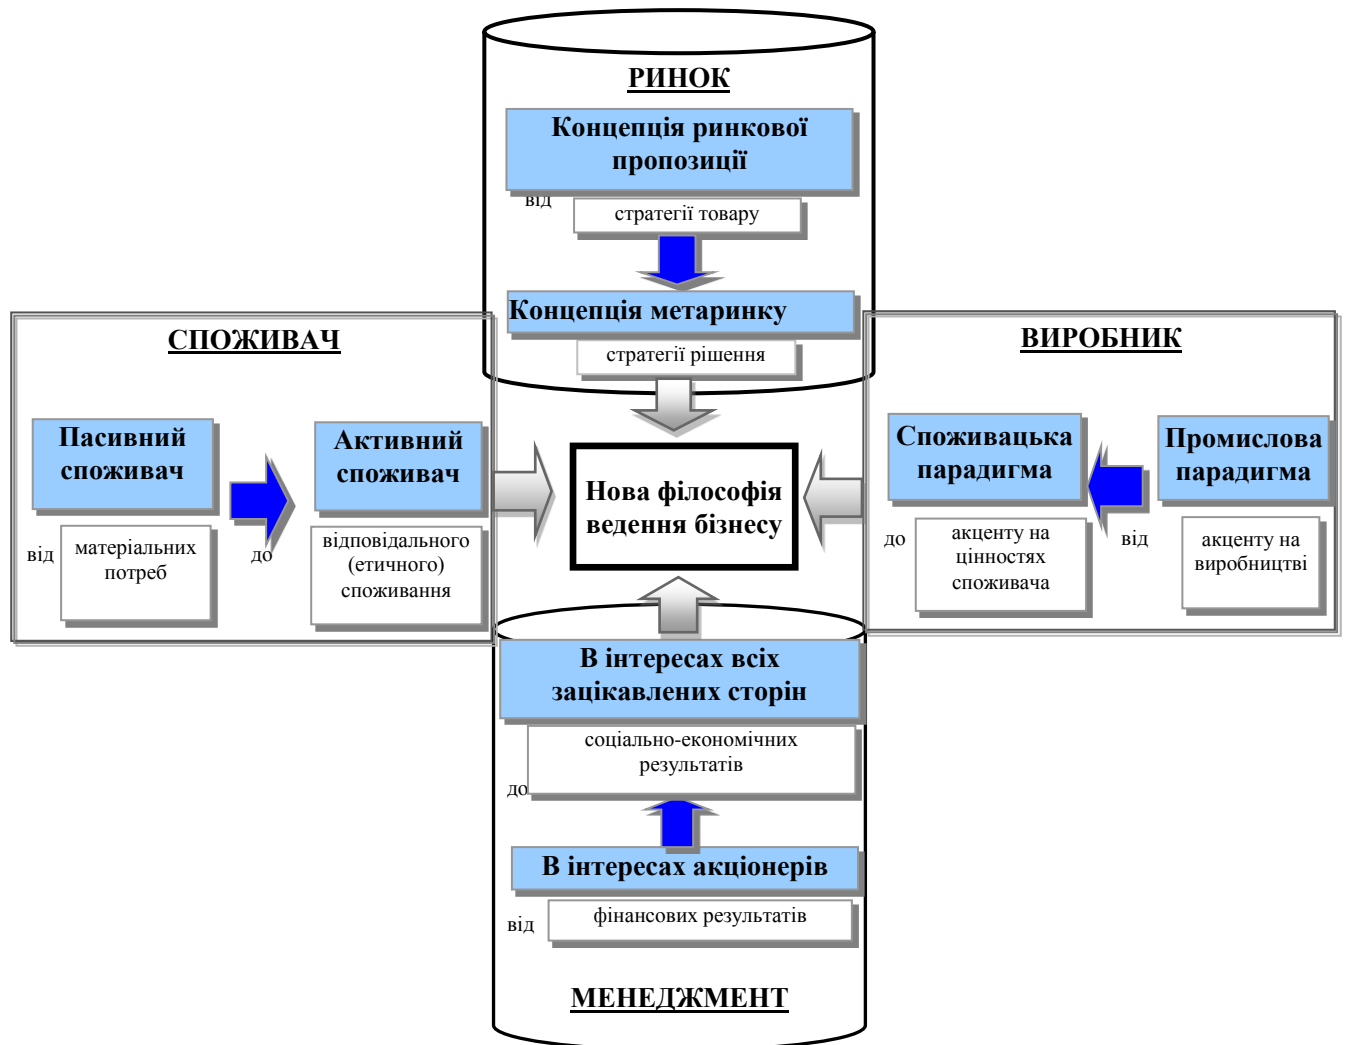 РИНОК
Концепція ринкової
пропозиції
від
стратегії товару
Концепція метаринку
стратегії рішення
СПОЖИВАЧ
Пасивний
споживач
Активний
споживач
від
матеріальних
потреб
до
відповідального
(етичного)
споживання
Нова філософія
ведення бізнесу
ВИРОБНИК
Споживацька
парадигма
Промислова
парадигма
до
акценту на
цінностях
споживача
від
акценту на
виробництві
В інтересах всіх
зацікавлених сторін
соціально-економічних
результатів
до
В інтересах акціонерів
від
фінансових результатів
МЕНЕДЖМЕНТ